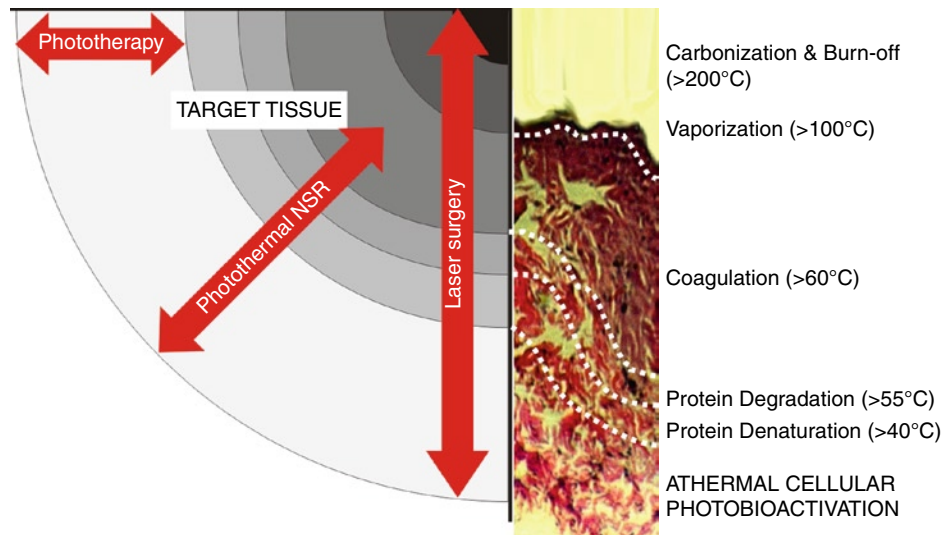 Phototherapy
TARGET TISSUE
Photothermal NSR
Laser surgery
Carbonization & Burn-off
(>200°C)
Vaporization (>100°C)
Coagulation (>60°C)
Protein Degradation (>55°C)
Protein Denaturation (>40°C)
ATHERMAL CELLULAR
PHOTOBIOACTIVATION